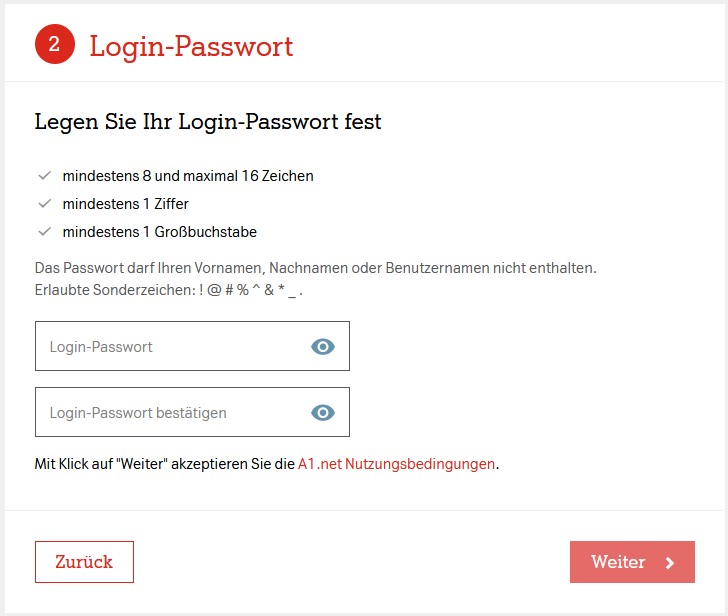 2 Login-Passwort
Legen Sie Ihr Login-Passwort fest
mindestens 8 und maximal 16 Zeichen
mindestens 1 Ziffer
mindestens 1 Großbuchstabe
Das Passwort darf Ihren Vornamen, Nachnamen oder Benutzernamen nicht enthalten.
Erlaubte Sonderzeichen: ! @ # % ^ & * _ .
Login-Passwort
Login-Passwort bestätigen
Mit Klick auf "Weiter" akzeptieren Sie die A1.net Nutzungsbedingungen.
Zurück
Weiter